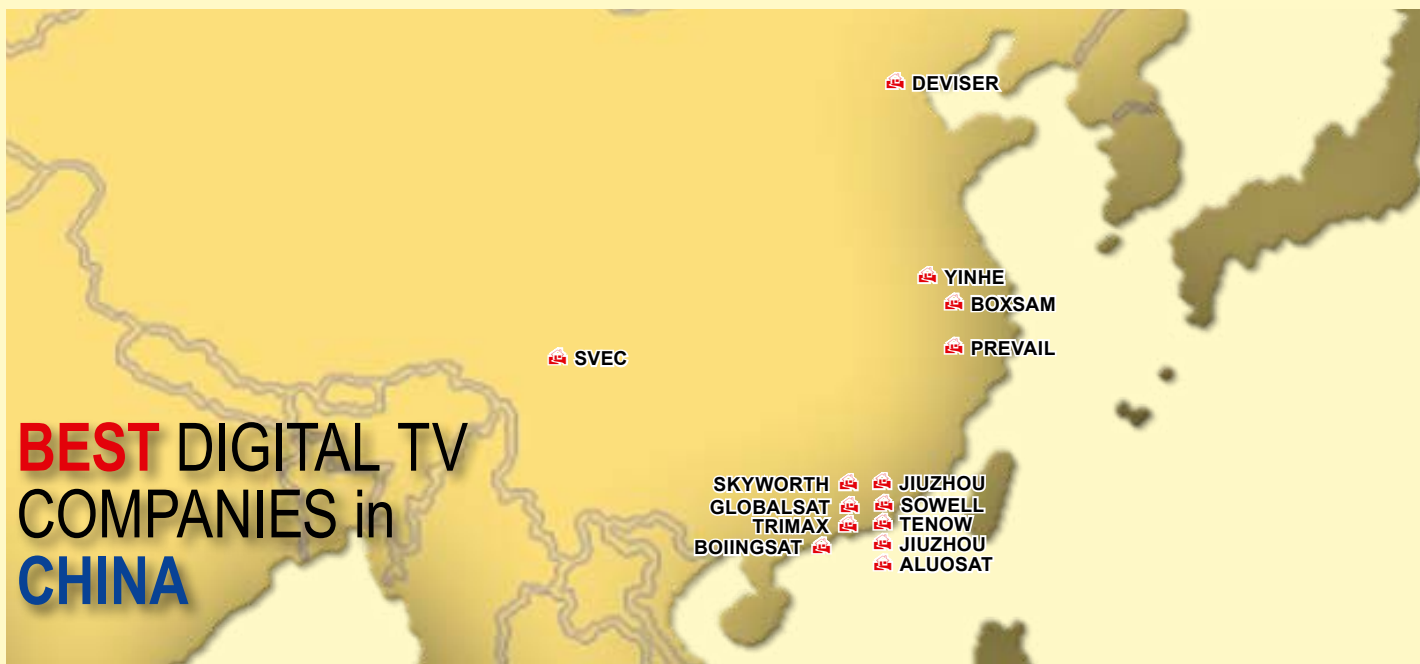 DEVISER
YINHE
BOXSAM
PREVAIL
SVEC
BEST DIGITAL TV
COMPANIES in
CHINA
SKYWORTH
GLOBALSAT
TRIMAX
BOIINGSAT
JIUZHOU
SOWELL
TENOW
JIUZHOU
ALUOSAT